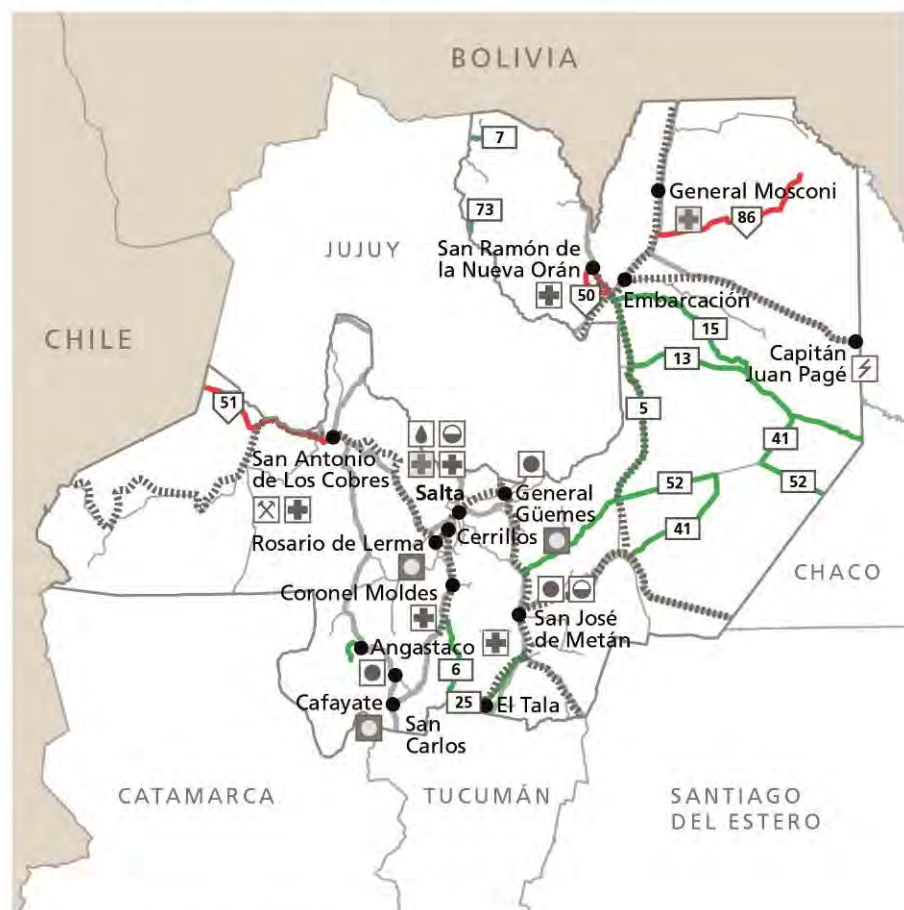 BOLIVIA
7
General Mosconi
86
73
JUJUY
San Ramón de
la Nueva Orán
50
Embarcación
CHILE
15
Capitán
Juan Pagé
13
51
5
41
San Antonio
de Los Cobres
52
52
Salta
General
Güemes
41
Rosario de Lerma
Cerrillos
CHACO
Coronel Moldes
San José
de Metán
Angastaco
6
Cafayate
25
El Tala
San
Carlos
CATAMARCA
TUCUMÁN
SANTIAGO
DEL ESTERO